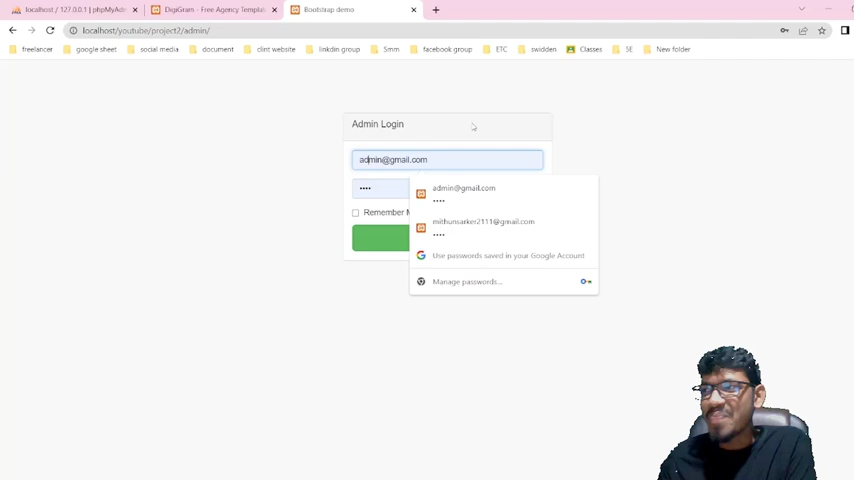 localhost / 127.0.0.1 | phpMyAd
DigiGram - Free Agency Templat
Bootstrap demo
localhost/youtube/project2/admin/
freelancer
google sheet
social media
document
clint website
linkdin group
Smm
facebook group
ETC
swidden
Classes
SE
New folder
Admin Login
admin@gmail.com
••••
Remember M
admin@gmail.com
••••
mithunsarker2111@gmail.com
••••
Use passwords saved in your Google Account
Manage passwords...